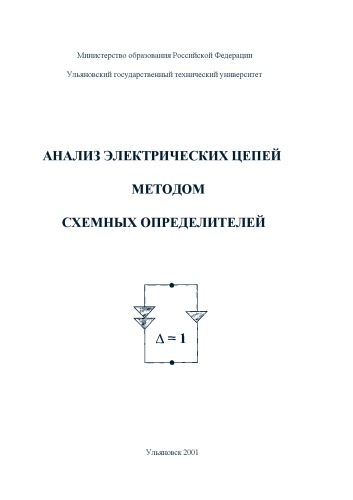 Министерство образования Российской Федерации
Ульяновский государственный технический университет
АНАЛИЗ ЭЛЕКТРИЧЕСКИХ ЦЕПЕЙ
МЕТОДОМ
СХЕМНЫХ ОПРЕДЕЛИТЕЛЕЙ
Δ = 1
Ульяновск 2001